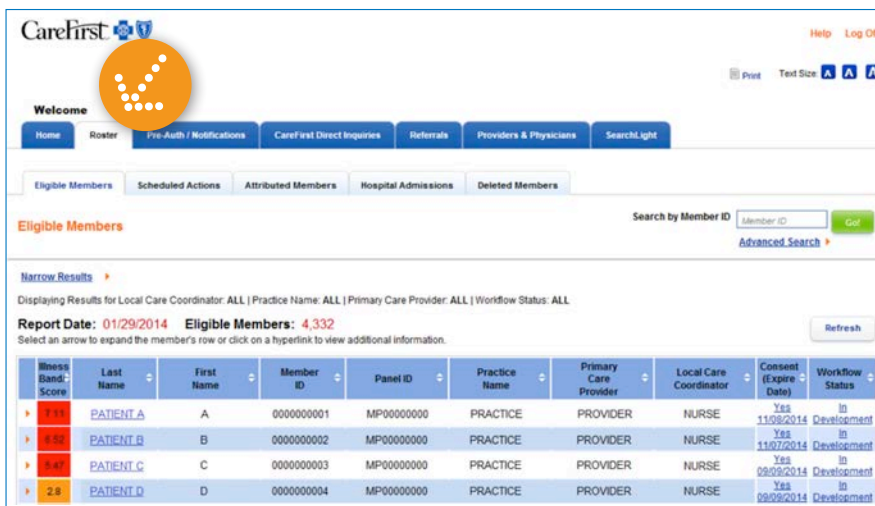 CareFirst
Help Log Of
Print Text Size: A A A
Welcome
Home Roster Pre-Auth / Notifications CareFirst Direct Inquiries Referrals Providers & Physicians SearchLight
Eligible Members Scheduled Actions Attributed Members Hospital Admissions Deleted Members
Eligible Members Search by Member ID Member ID Go!
Advanced Search
Narrow Results
Displaying Results for Local Care Coordinator: ALL | Practice Name: ALL | Primary Care Provider: ALL | Workflow Status: ALL
Report Date: 01/29/2014 Eligible Members: 4,332 Refresh
Select an arrow to expand the member's row or click on a hyperlink to view additional information.
Illness Band Score Last Name First Name Member ID Panel ID Practice Name Primary Care Provider Local Care Coordinator Consent (Expire Date) Workflow Status
7.11 PATIENT A A 0000000001 MP00000000 PRACTICE PROVIDER NURSE Yes 11/08/2014 In Development
6.52 PATIENT B B 0000000002 MP00000000 PRACTICE PROVIDER NURSE Yes 11/07/2014 In Development
5.47 PATIENT C C 0000000003 MP00000000 PRACTICE PROVIDER NURSE Yes 09/09/2014 In Development
2.8 PATIENT D D 0000000004 MP00000000 PRACTICE PROVIDER NURSE Yes 09/09/2014 In Development